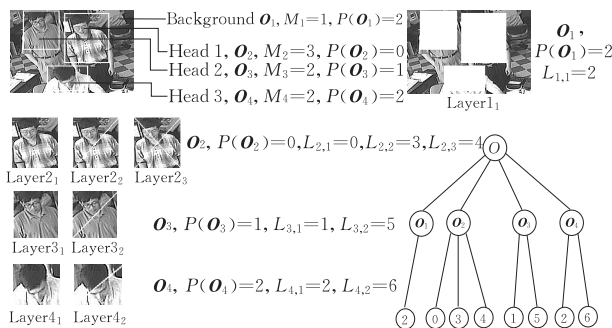 Background O₁, M₁=1, P(O₁)=2
Head 1, O₂, M₂=3, P(O₂)=0
Head 2, O₃, M₃=2, P(O₃)=1
Head 3, O₄, M₄=2, P(O₄)=2
Layer1₁
O₁,
P(O₁)=2
L₁,₁=2
O₂, P(O₂)=0,L₂,₁=0,L₂,₂=3,L₂,₃=4
Layer2₁ Layer2₂ Layer2₃
O₃, P(O₃)=1, L₃,₁=1, L₃,₂=5
Layer3₁ Layer3₂
O₄, P(O₄)=2, L₄,₁=2, L₄,₂=6
Layer4₁ Layer4₂
O
O₁ O₂ O₃ O₄
2 0 3 4 1 5 2 6